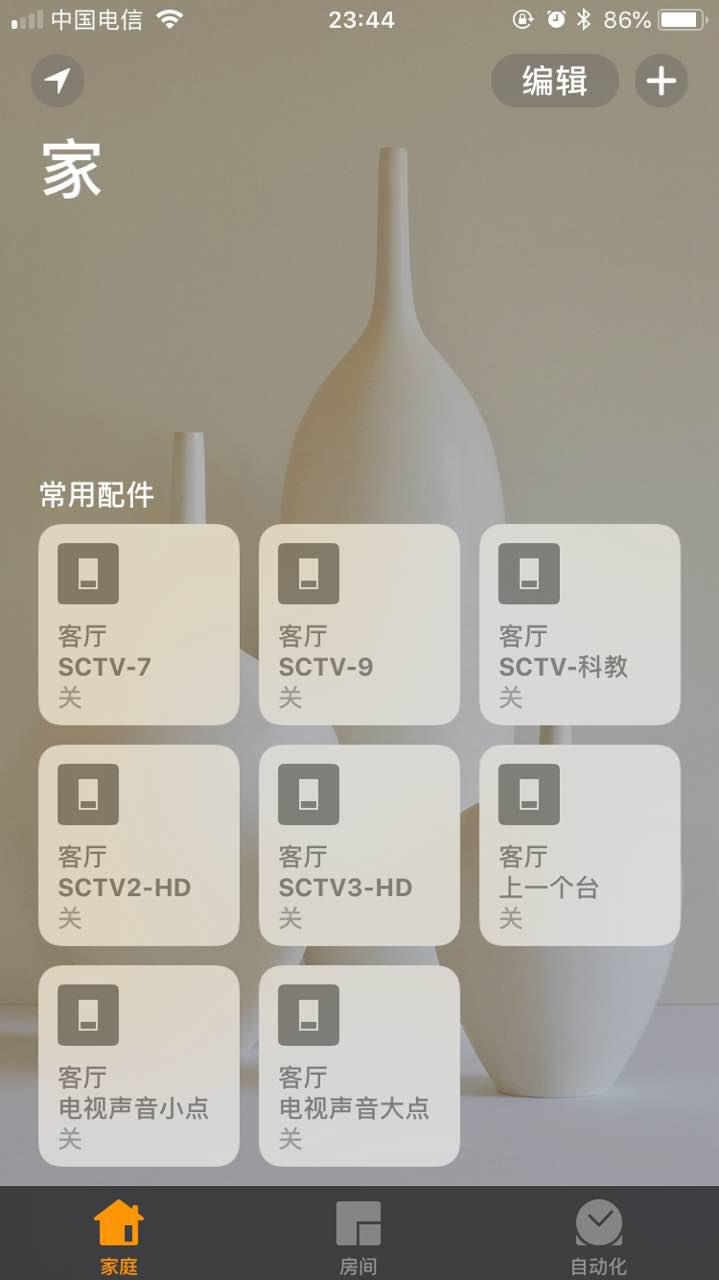 中国电信 23:44 86%
编辑
家
常用配件
客厅
SCTV-7
关
客厅
SCTV-9
关
客厅
SCTV-科教
关
客厅
SCTV2-HD
关
客厅
SCTV3-HD
关
客厅
上一个台
关
客厅
电视声音小点
关
客厅
电视声音大点
关
家庭 房间 自动化